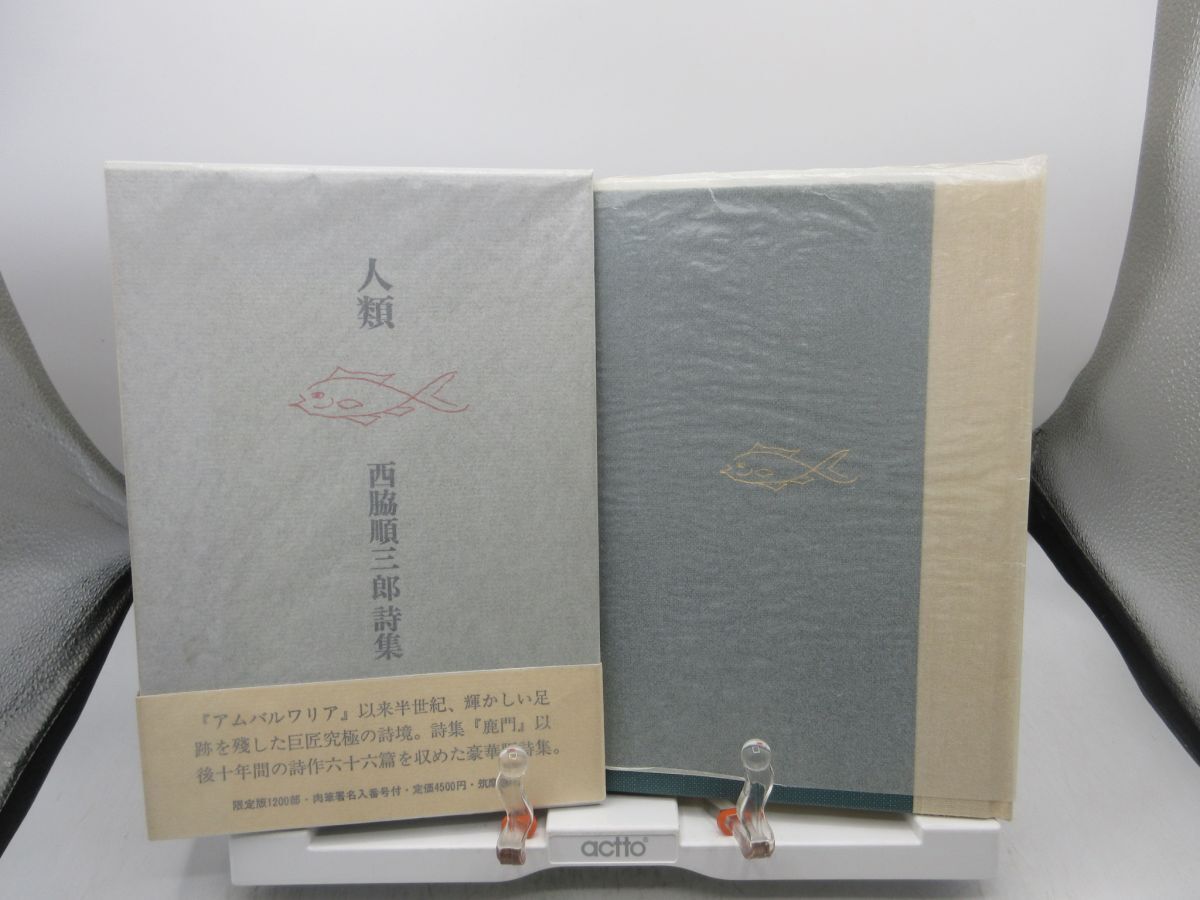 人類
西脇順三郎詩集
『アムバルワリア』以来半世紀、輝かしい足
跡を残した巨匠究極の詩境。詩集『鹿門』以
後十年間の詩作六十六篇を収めた豪華詩集。
限定版1200部・肉筆署名入番号付・定価4500円・筑摩
actto